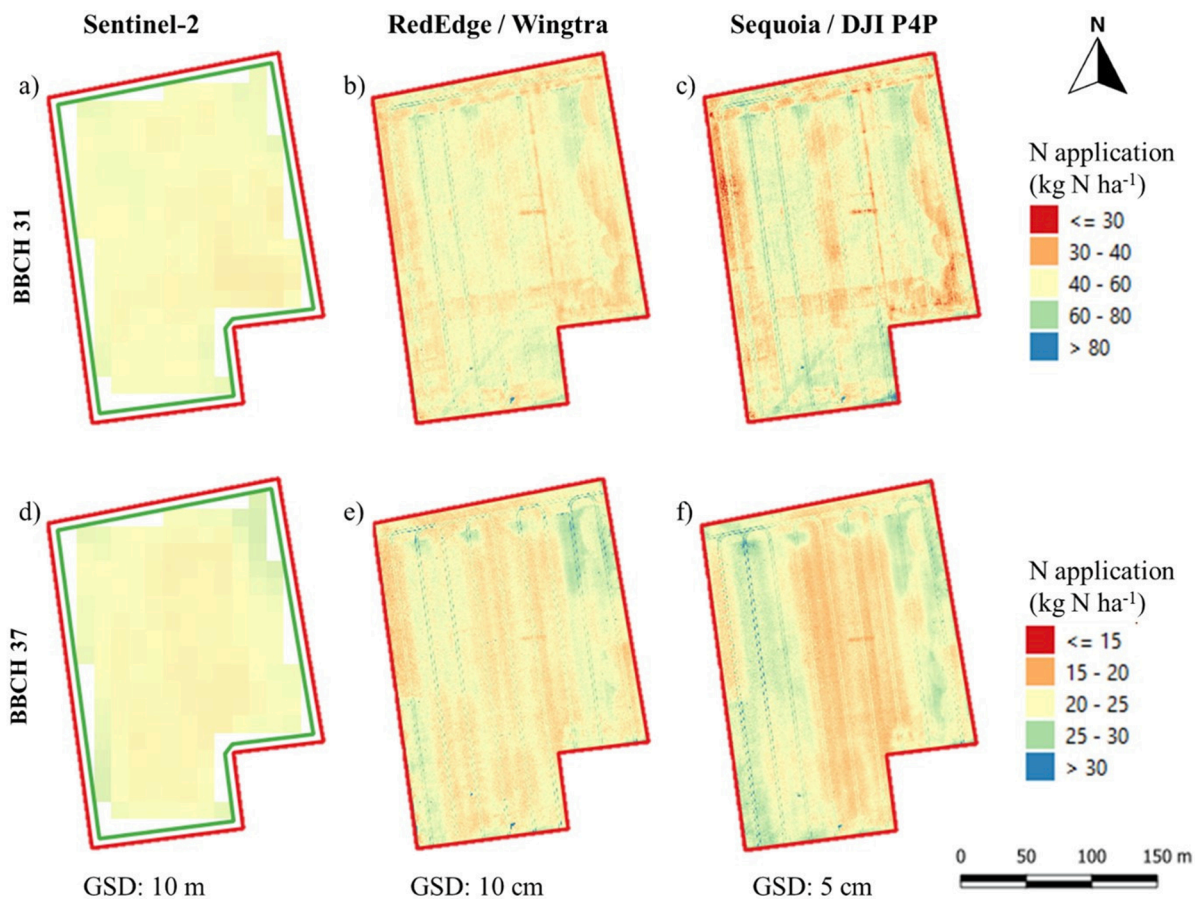 Sentinel-2
RedEdge / Wingtra
Sequoia / DJI P4P
N
a)
b)
c)
BBCH 31
N application
(kg N ha⁻¹)
<= 30
30 - 40
40 - 60
60 - 80
> 80
d)
e)
f)
BBCH 37
N application
(kg N ha⁻¹)
<= 15
15 - 20
20 - 25
25 - 30
> 30
0 50 100 150 m
GSD: 10 m
GSD: 10 cm
GSD: 5 cm